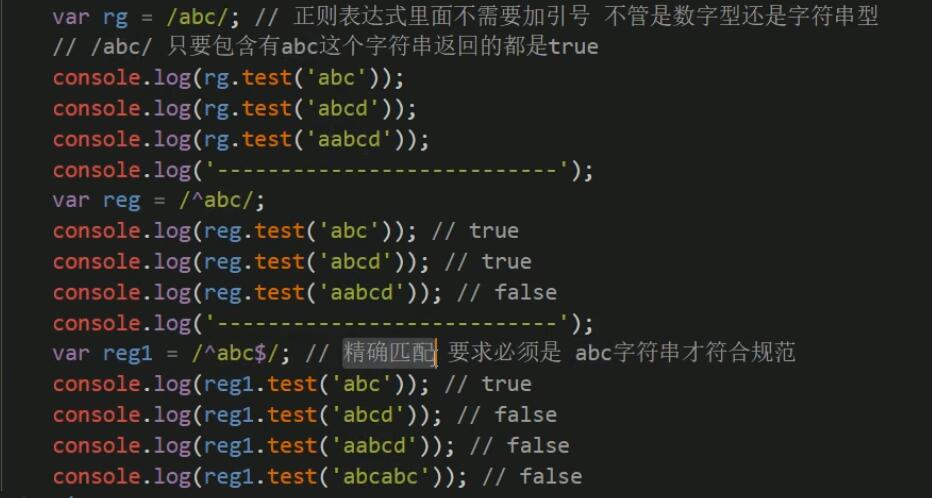 var rg = /abc/; // 正则表达式里面不需要加引号 不管是数字型还是字符串型
// /abc/ 只要包含有abc这个字符串返回的都是true
console.log(rg.test('abc'));
console.log(rg.test('abcd'));
console.log(rg.test('aabcd'));
console.log('---------------------------');
var reg = /^abc/;
console.log(reg.test('abc')); // true
console.log(reg.test('abcd')); // true
console.log(reg.test('aabcd')); // false
console.log('---------------------------');
var reg1 = /^abc$/; // 精确匹配 要求必须是 abc字符串才符合规范
console.log(reg1.test('abc')); // true
console.log(reg1.test('abcd')); // false
console.log(reg1.test('aabcd')); // false
console.log(reg1.test('abcabc')); // false